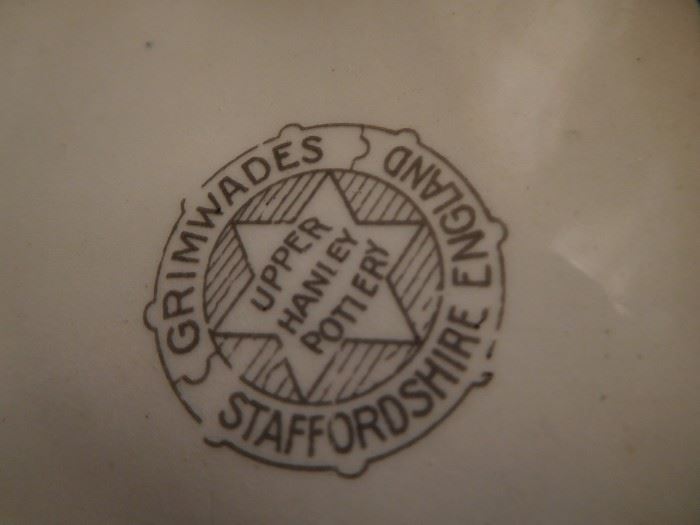 GRIMWADES
UPPER
HANLEY
POTTERY
STAFFORDSHIRE ENGLAND